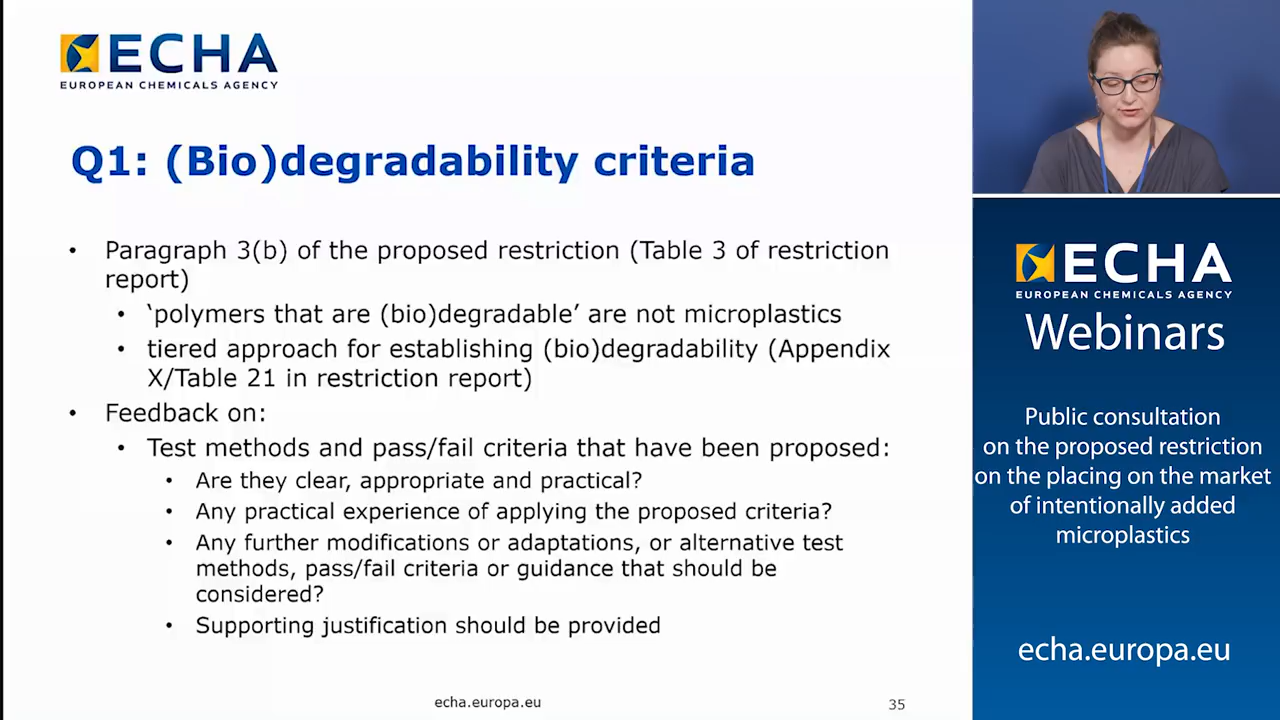 ECHA
EUROPEAN CHEMICALS AGENCY
Q1: (Bio)degradability criteria
• Paragraph 3(b) of the proposed restriction (Table 3 of restriction
report)
• ‘polymers that are (bio)degradable’ are not microplastics
• tiered approach for establishing (bio)degradability (Appendix
X/Table 21 in restriction report)
• Feedback on:
• Test methods and pass/fail criteria that have been proposed:
• Are they clear, appropriate and practical?
• Any practical experience of applying the proposed criteria?
• Any further modifications or adaptations, or alternative test
methods, pass/fail criteria or guidance that should be
considered?
• Supporting justification should be provided
echa.europa.eu
35
ECHA
EUROPEAN CHEMICALS AGENCY
Webinars
Public consultation
on the proposed restriction
on the placing on the market
of intentionally added
microplastics
echa.europa.eu